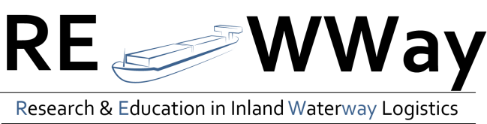 RE WWay
Research & Education in Inland Waterway Logistics